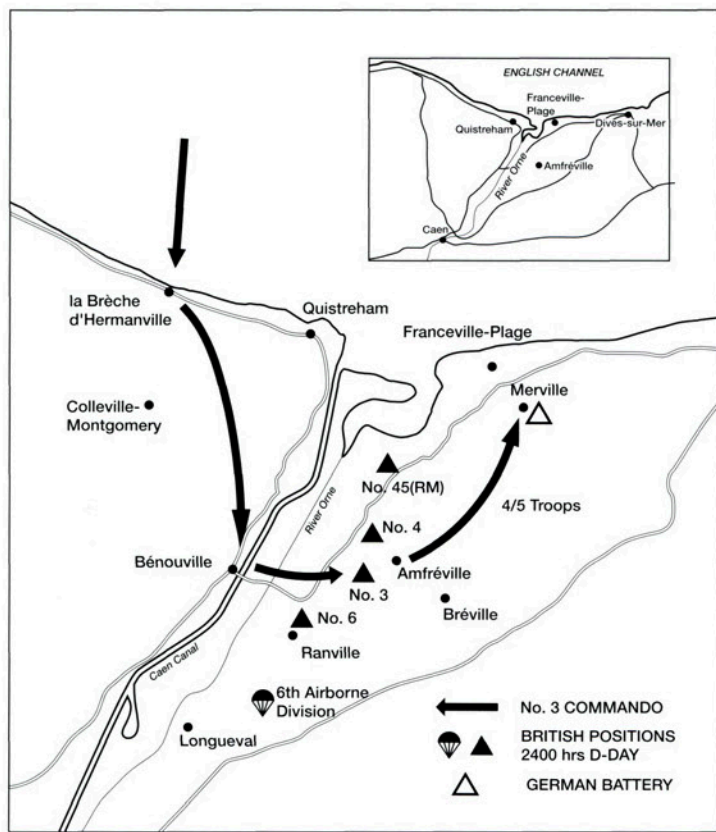 ENGLISH CHANNEL
Franceville-
Plage
Quistreham
Dives-sur-Mer
River Orne
Amfréville
Caen
la Brèche
d'Hermanville
Quistreham
Franceville-Plage
Merville
Colleville-
Montgomery
No. 45(RM)
River Orne
4/5 Troops
No. 4
Bénouville
Amfréville
No. 3
Bréville
No. 6
Ranville
Caen Canal
6th Airborne
Division
Longueval
No. 3 COMMANDO
BRITISH POSITIONS
2400 hrs D-DAY
GERMAN BATTERY